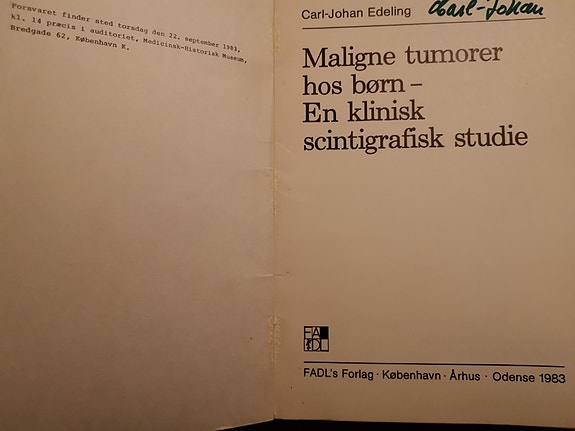 Forsvaret finder sted torsdag den 22. september 1983,
kl. 14 præcis i auditoriet, Medicinsk-Historisk Museum,
Bredgade 62, København K.
Carl-Johan Edeling
Carl-Johan
Maligne tumorer
hos børn –
En klinisk
scintigrafisk studie
FADL
FADL's Forlag · København · Århus · Odense 1983